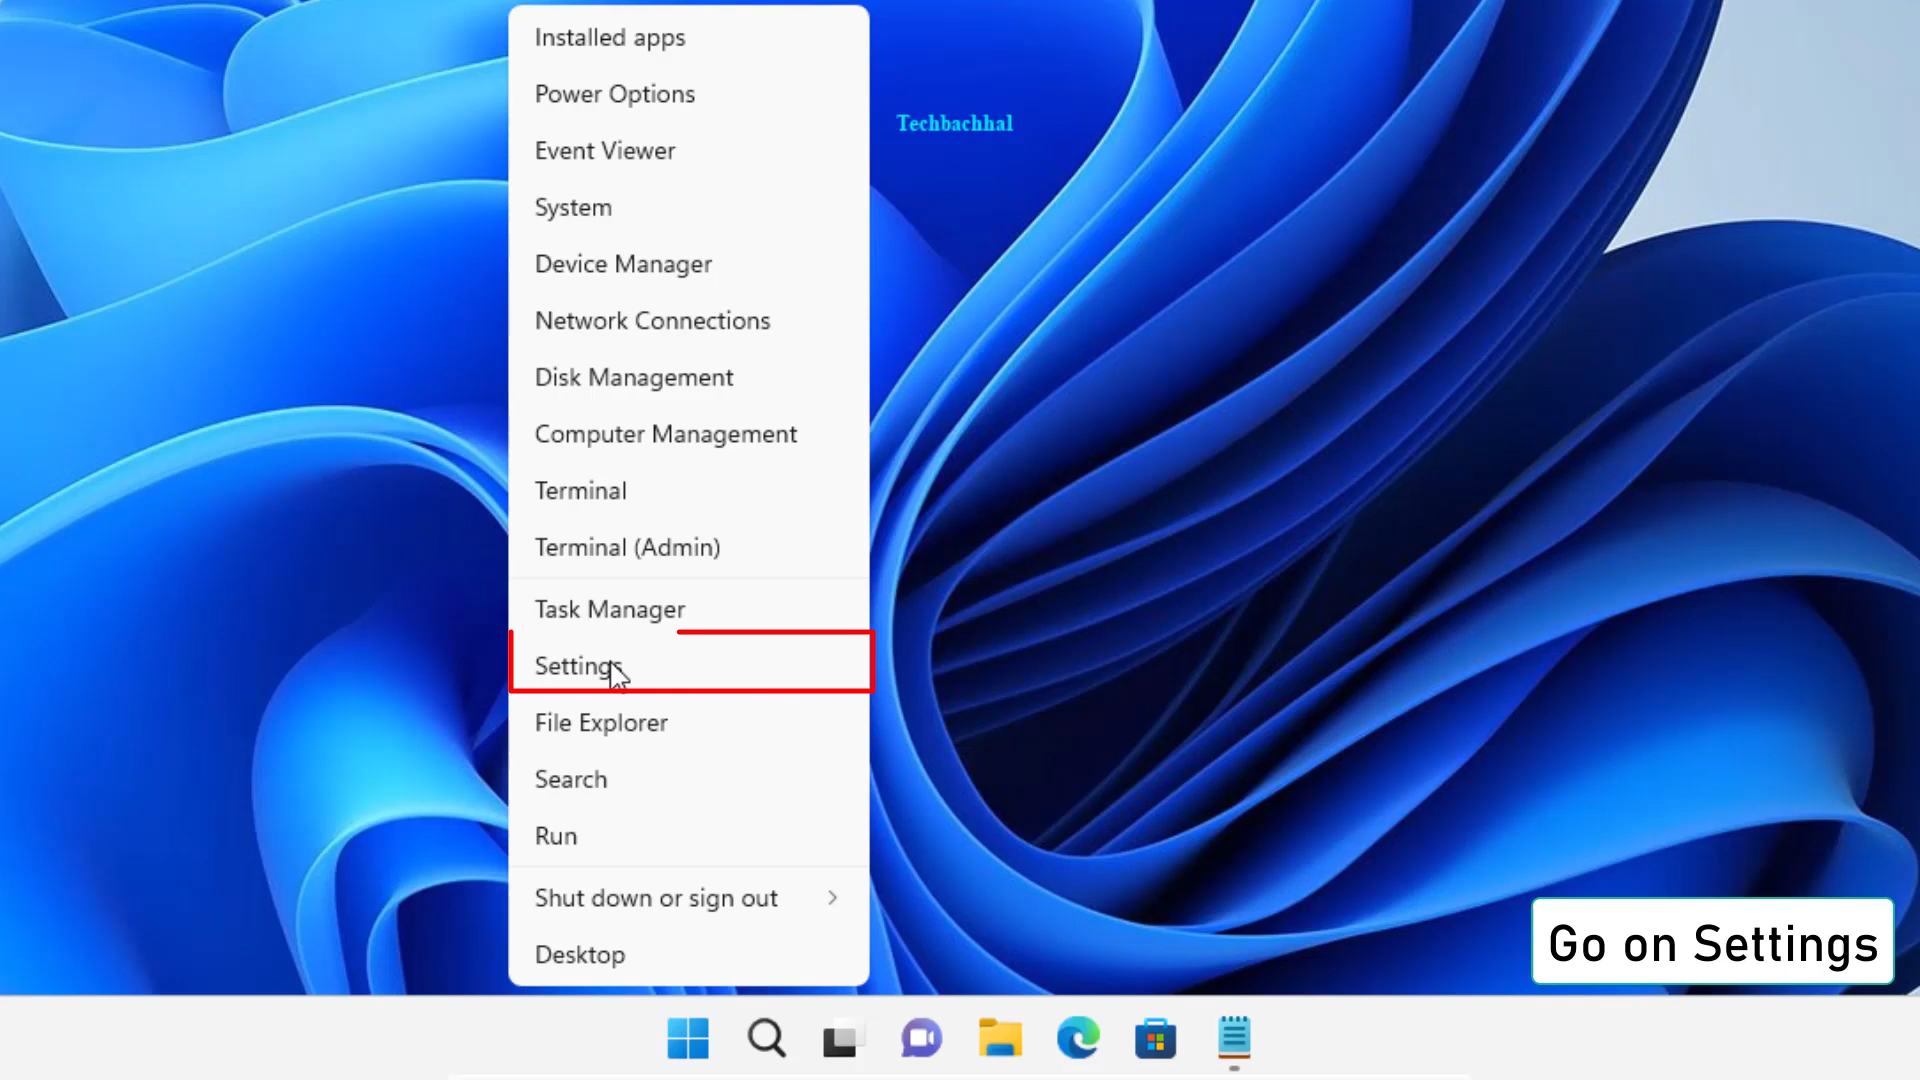 Installed apps
Power Options
Techbachhal
Event Viewer
System
Device Manager
Network Connections
Disk Management
Computer Management
Terminal
Terminal (Admin)
Task Manager
Settings
File Explorer
Search
Run
Shut down or sign out
Desktop
Go on Settings